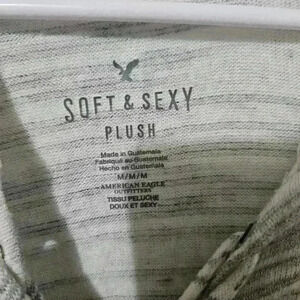 SOFT & SEXY
PLUSH
Made in Guatemala
Fabriqué au Guatemala
Hecho en Guatemala
M/M/M
AMERICAN EAGLE
OUTFITTERS
TISSU PELUCHE
DOUX ET SEXY